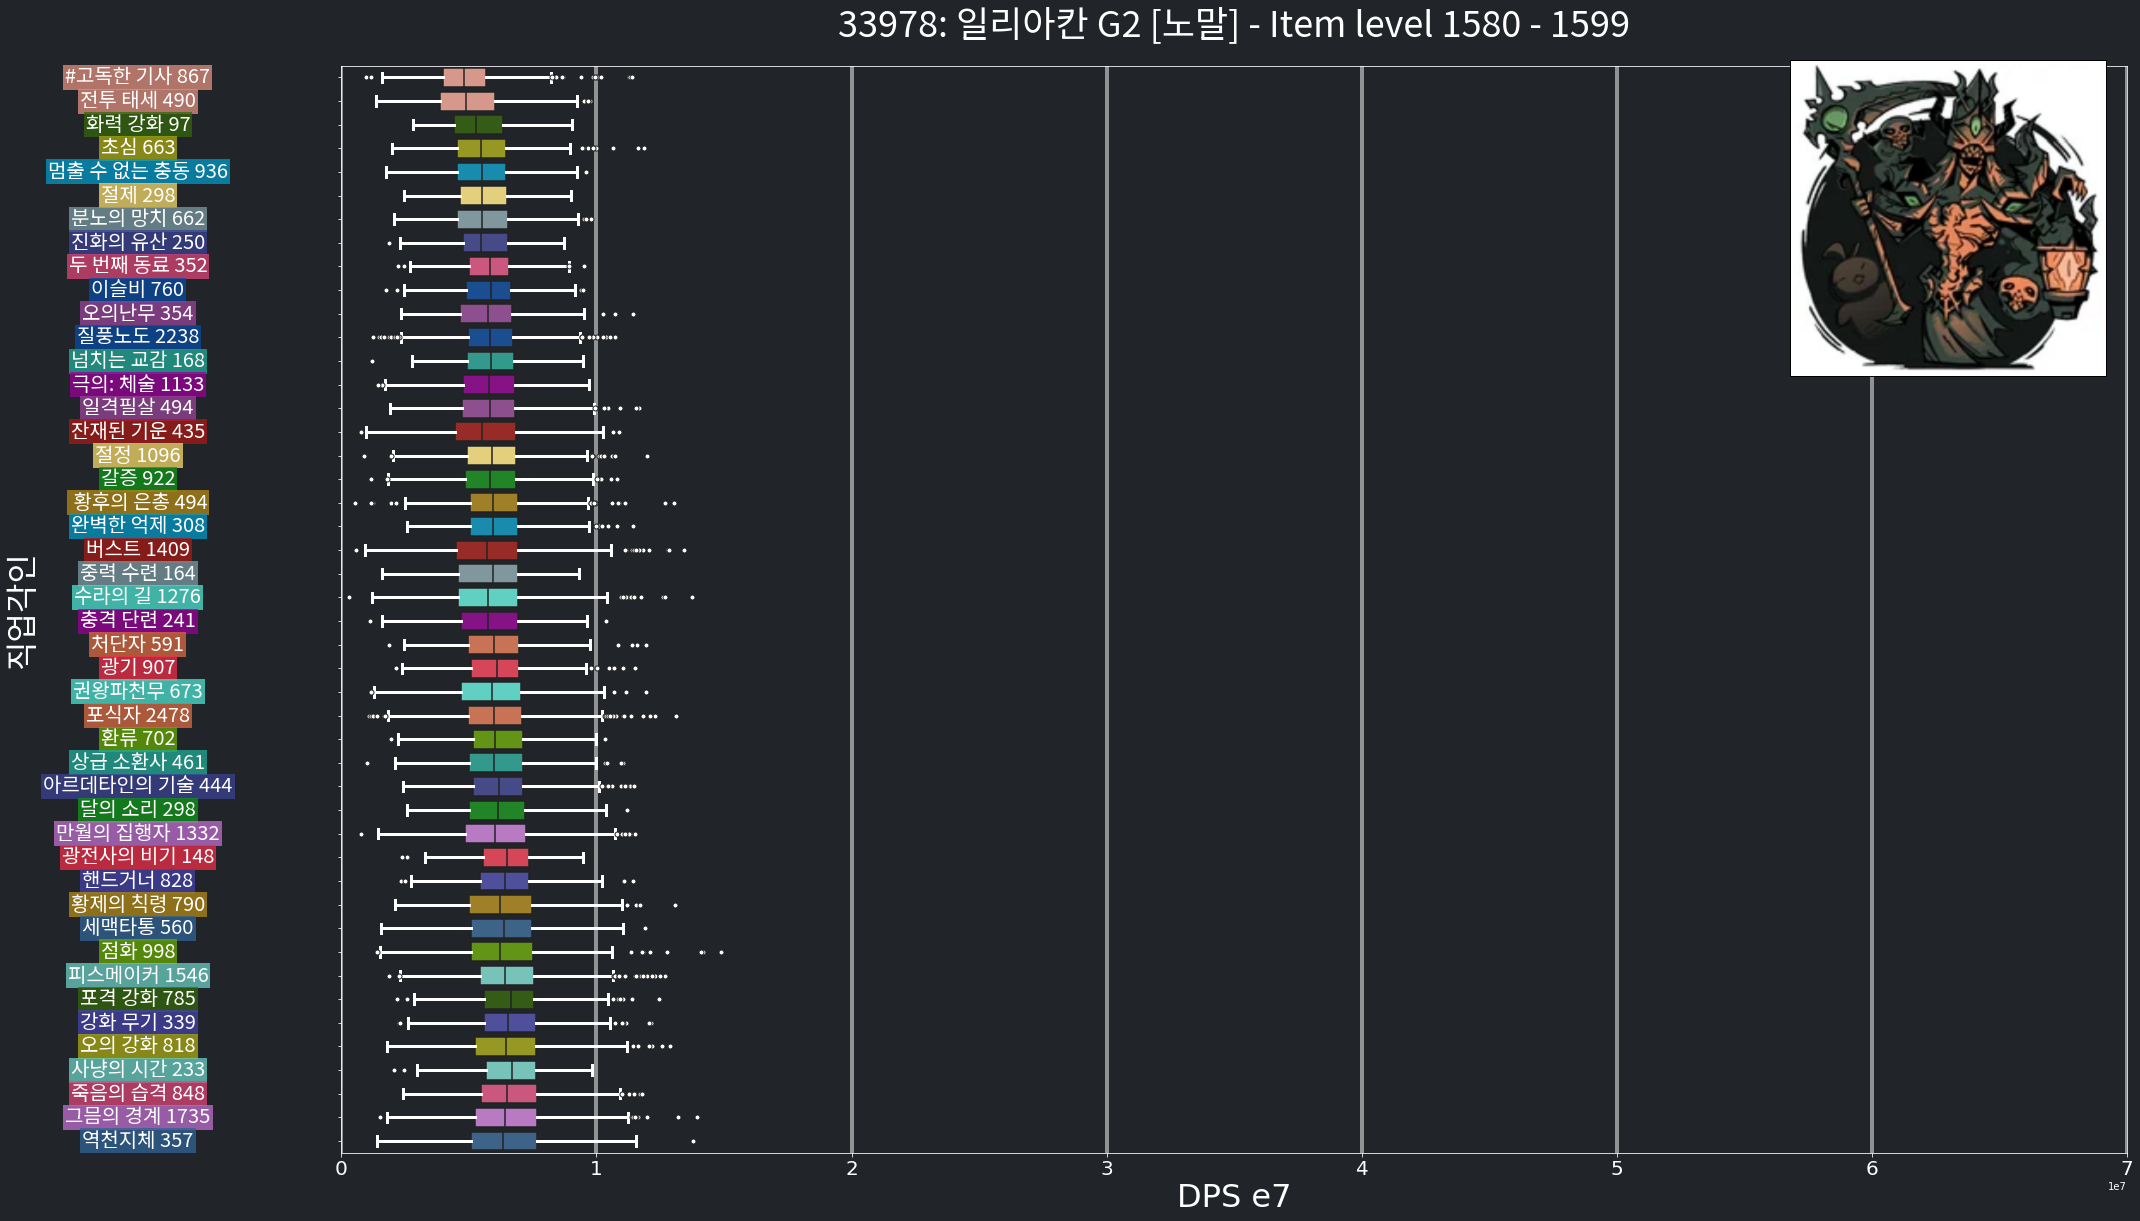 33978: 일리아칸 G2 [노말] - Item level 1580 - 1599
#고독한 기사 867
전투 태세 490
화력 강화 97
초심 663
멈출 수 없는 충동 936
절제 298
분노의 망치 662
진화의 유산 250
두 번째 동료 352
이슬비 760
오의난무 354
질풍노도 2238
넘치는 교감 168
극의: 체술 1133
일격필살 494
잔재된 기운 435
절정 1096
갈증 922
황후의 은총 494
완벽한 억제 308
버스트 1409
중력 수련 164
수라의 길 1276
충격 단련 241
처단자 591
광기 907
권왕파천무 673
포식자 2478
환류 702
상급 소환사 461
아르데타인의 기술 444
달의 소리 298
만월의 집행자 1332
광전사의 비기 148
핸드거너 828
황제의 칙령 790
세맥타통 560
점화 998
피스메이커 1546
포격 강화 785
강화 무기 339
오의 강화 818
사냥의 시간 233
죽음의 습격 848
그믐의 경계 1735
역천지체 357
직업각인
0 1 2 3 4 5 6 7
1e7
DPS e7